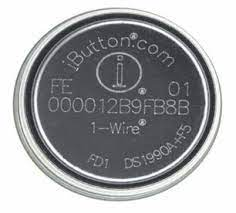 iButton.com®
i®
FE 01
000012B9FB8B
1-Wire®
FD1 DS1990A+F5